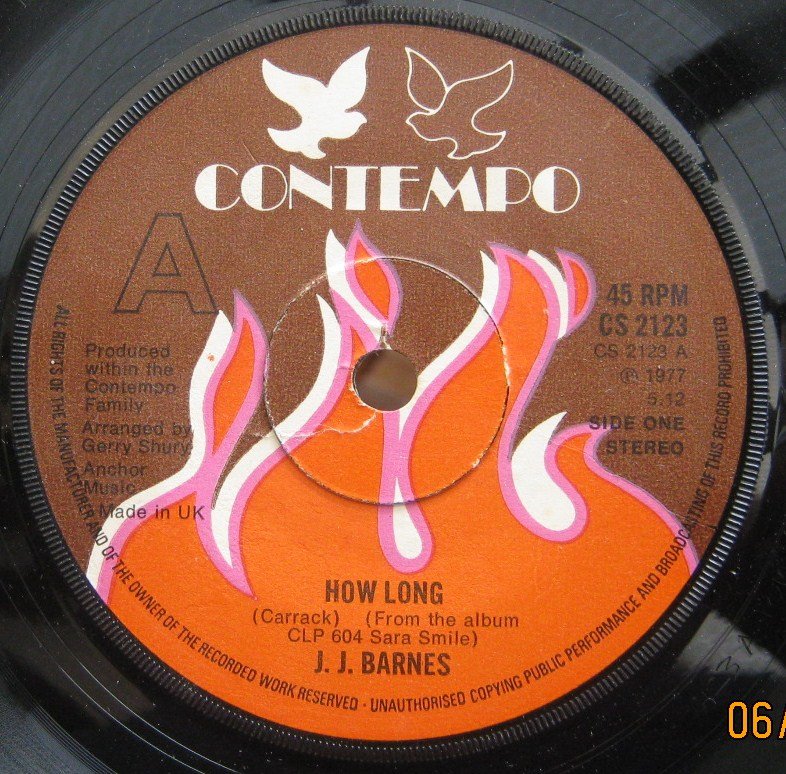 CONTEMPO
A
45 RPM
CS 2123
CS 2123 A
℗ 1977
5.12
SIDE ONE
STEREO
Produced
within the
Contempo
Family
Arranged by
Gerry Shury
Anchor
Music
Made in UK
HOW LONG
(Carrack) (From the album
CLP 604 Sara Smile)
J. J. BARNES
ALL RIGHTS OF THE MANUFACTURER AND OF THE OWNER OF THE RECORDED WORK RESERVED · UNAUTHORISED COPYING PUBLIC PERFORMANCE AND BROADCASTING OF THIS RECORD PROHIBITED